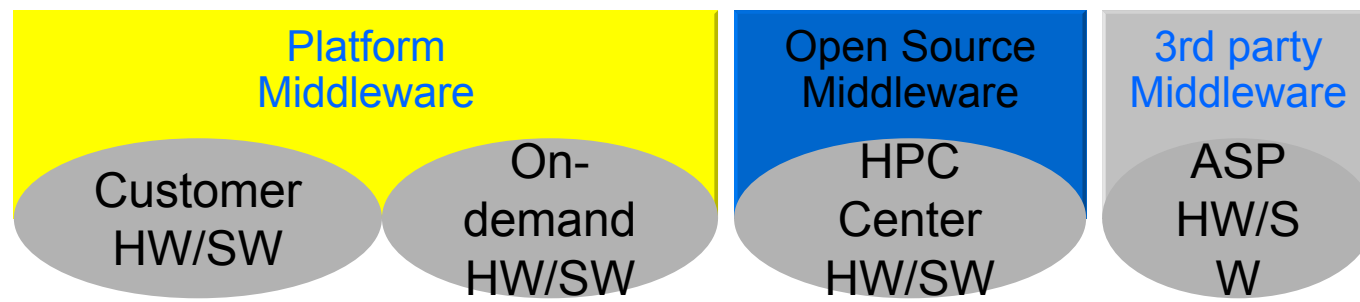 Platform
Middleware
Open Source
Middleware
3rd party
Middleware
Customer
HW/SW
On-
demand
HW/SW
HPC
Center
HW/SW
ASP
HW/S
W